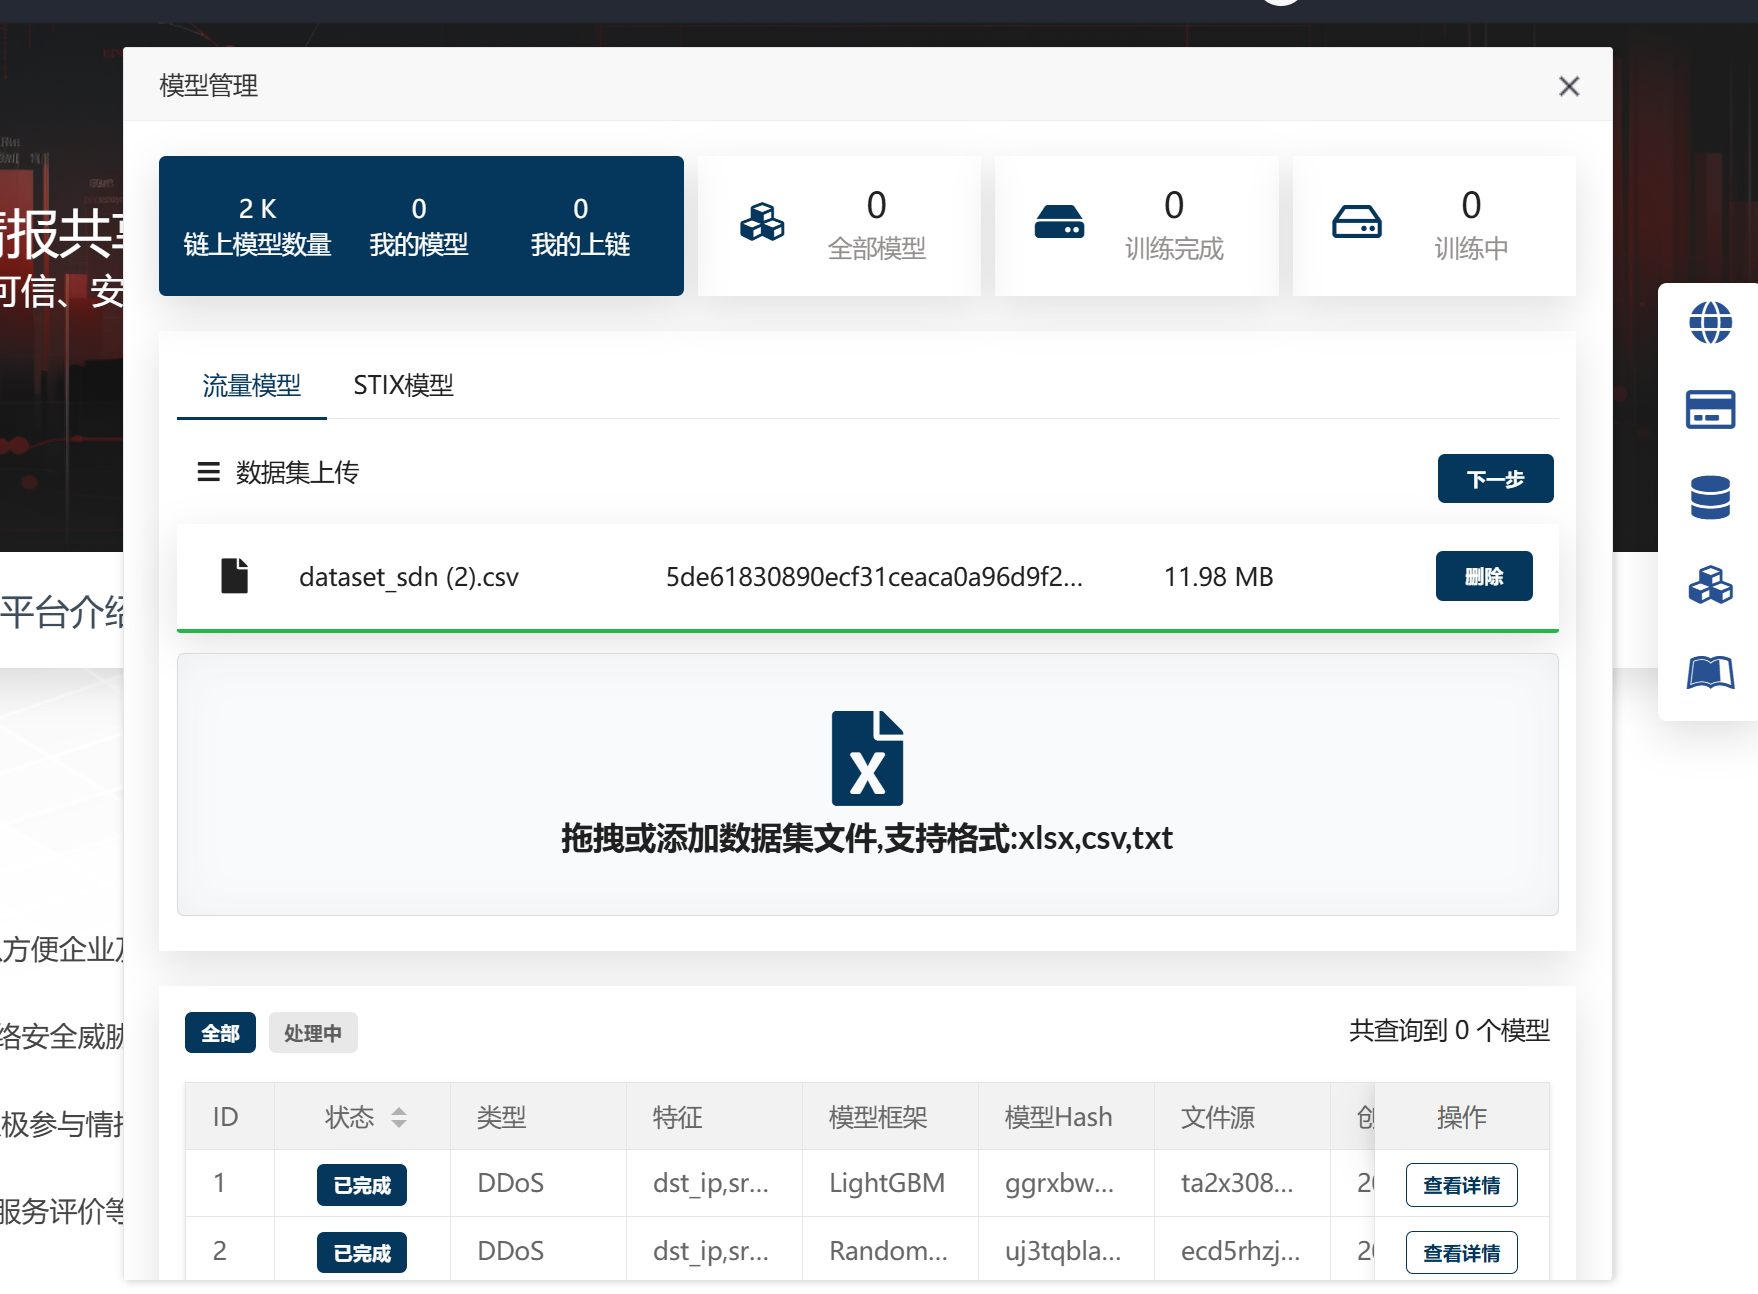 模型管理
2 K
链上模型数量
0
我的模型
0
我的上链
0
全部模型
0
训练完成
0
训练中
情报共享
可信、安
流量模型
STIX模型
数据集上传
下一步
dataset_sdn (2).csv
5de61830890ecf31ceaca0a96d9f2...
11.98 MB
删除
平台介绍
拖拽或添加数据集文件,支持格式:xlsx,csv,txt
方便企业及
络安全威胁
极参与情报
服务评价等
全部
处理中
共查询到 0 个模型
ID 状态 类型 特征 模型框架 模型Hash 文件源 创 操作
1 已完成 DDoS dst_ip,sr... LightGBM ggrxbw... ta2x308... 20 查看详情
2 已完成 DDoS dst_ip,sr... Random... uj3tqbla... ecd5rhzj... 20 查看详情